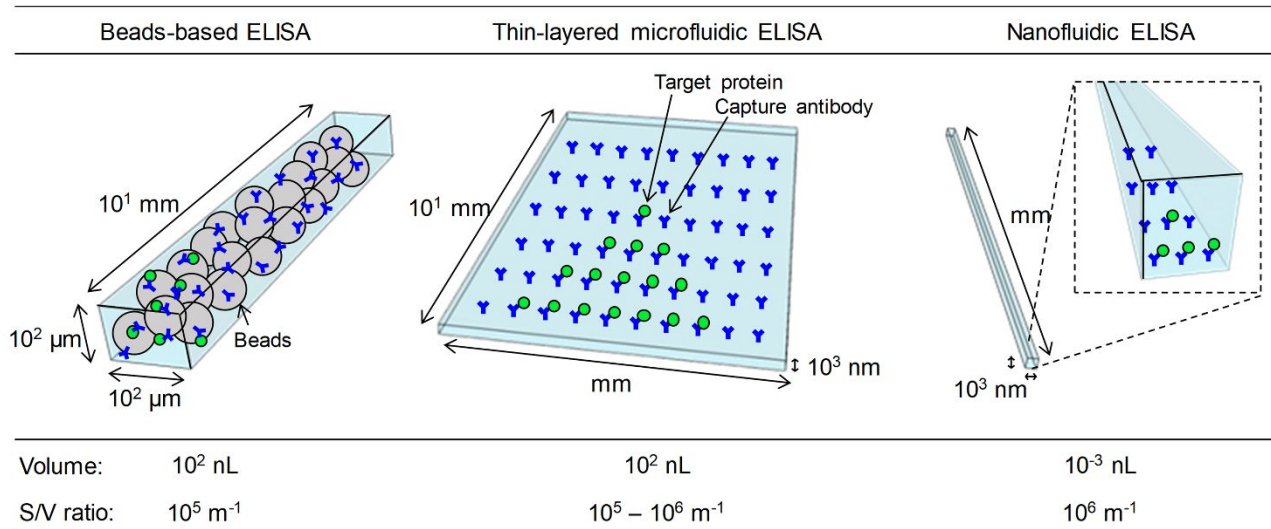 Beads-based ELISA
Thin-layered microfluidic ELISA
Nanofluidic ELISA
Target protein
Capture antibody
10¹ mm
10¹ mm
mm
Beads
10² µm
10² µm
mm
10³ nm
10³ nm
Volume: 10² nL 10² nL 10⁻³ nL
S/V ratio: 10⁵ m⁻¹ 10⁵ – 10⁶ m⁻¹ 10⁶ m⁻¹